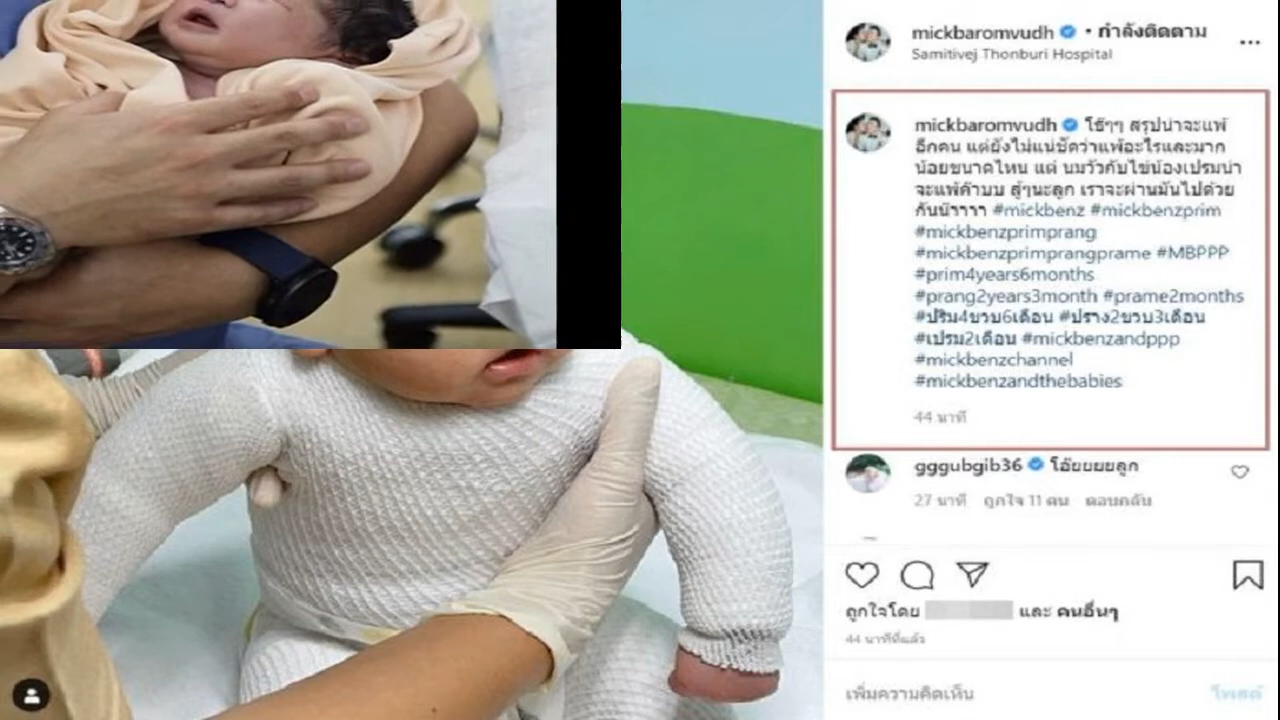 mickbaromvudh • กำลังติดตาม
Samitivej Thonburi Hospital
mickbaromvudh โธ๊ๆๆ สรุปน่าจะแพ้
อีกคน แต่ยังไม่แน่ชัดว่าแพ้อะไรและมาก
น้อยขนาดไหน แต่ นมวัวกับไข่น้องเปรมน่า
จะแพ้ค้าบบ สู้ๆนะลูก เราจะผ่านมันไปด้วย
กันน๊าาาา #mickbenz #mickbenzprim
#mickbenzprimprang
#mickbenzprimprangprame #MBPPP
#prim4years6months
#prang2years3month #prame2months
#ปริม4ขวบ6เดือน #ปราง2ขวบ3เดือน
#เปรม2เดือน #mickbenzandppp
#mickbenzchannel
#mickbenzandthebabies
44 นาที
gggubgib36 โอ๊ยยยยลูก
27 นาที ถูกใจ 11 คน ตอบกลับ
ถูกใจโดย และ คนอื่นๆ
44 นาทีที่แล้ว
เพิ่มความคิดเห็น
โพสต์